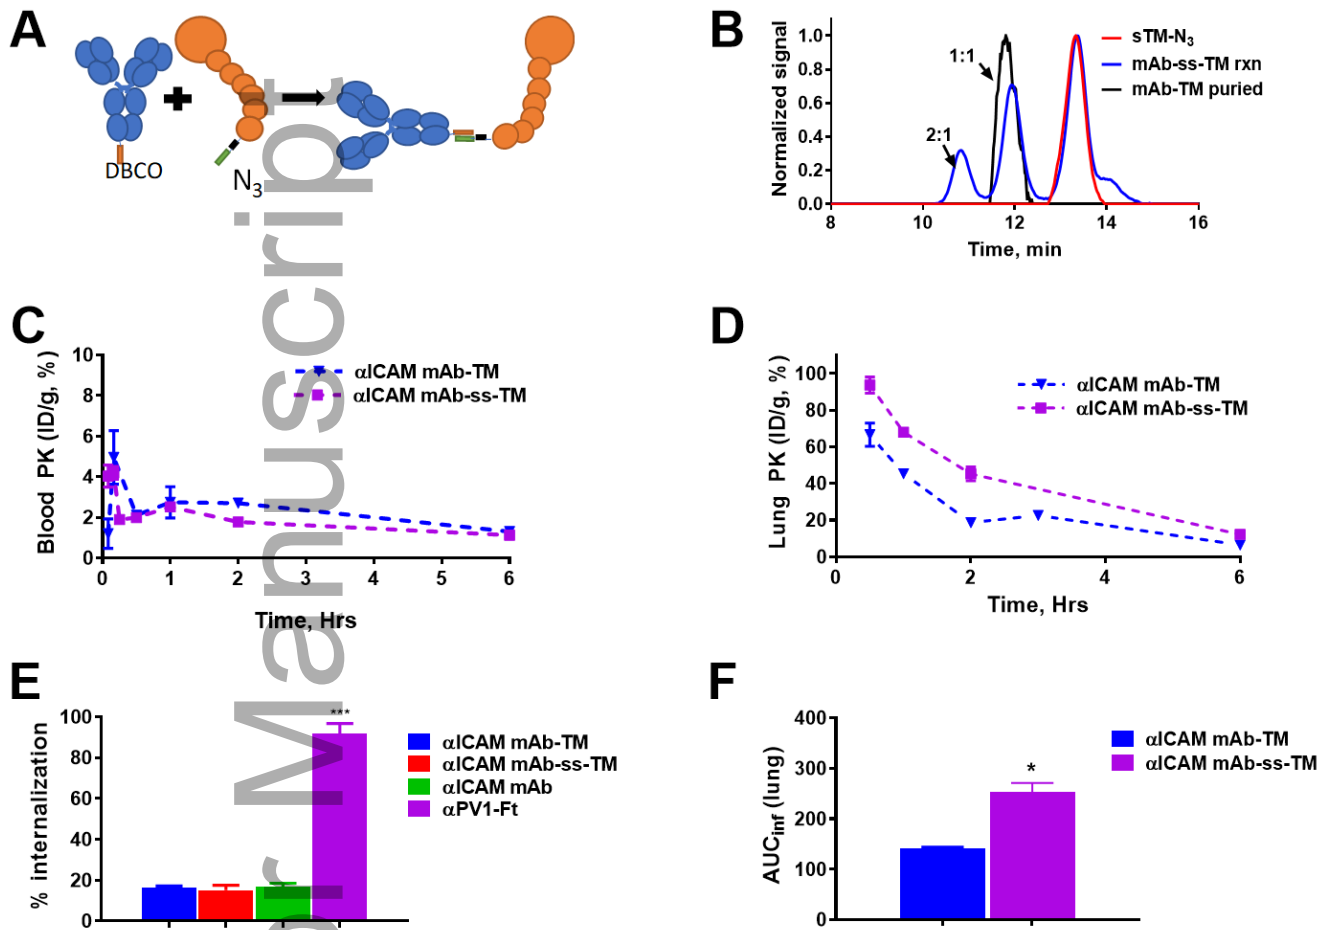 A
DBCO
N3
B
Normalized signal
1.0
0.8
0.6
0.4
0.2
0.0
8
10
12
14
16
Time, min
2:1
1:1
sTM-N3
mAb-ss-TM rxn
mAb-TM puried
C
Blood PK (ID/g, %)
10
8
6
4
2
0
0
1
2
3
4
5
6
Time, Hrs
αICAM mAb-TM
αICAM mAb-ss-TM
D
Lung PK (ID/g, %)
100
80
60
40
20
0
0
2
4
6
Time, Hrs
αICAM mAb-TM
αICAM mAb-ss-TM
E
% internalization
100
80
60
40
20
0
***
αICAM mAb-TM
αICAM mAb-ss-TM
αICAM mAb
αPV1-Ft
F
AUCinf (lung)
400
300
200
100
0
*
αICAM mAb-TM
αICAM mAb-ss-TM
r Manuscript